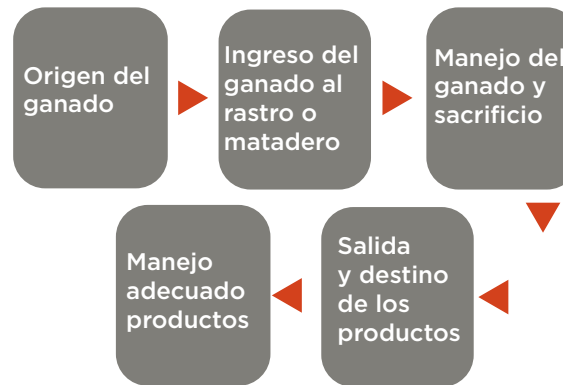 Origen del
ganado
Ingreso del
ganado al
rastro o
matadero
Manejo del
ganado y
sacrificio
Salida
y destino
de los
productos
Manejo
adecuado
productos